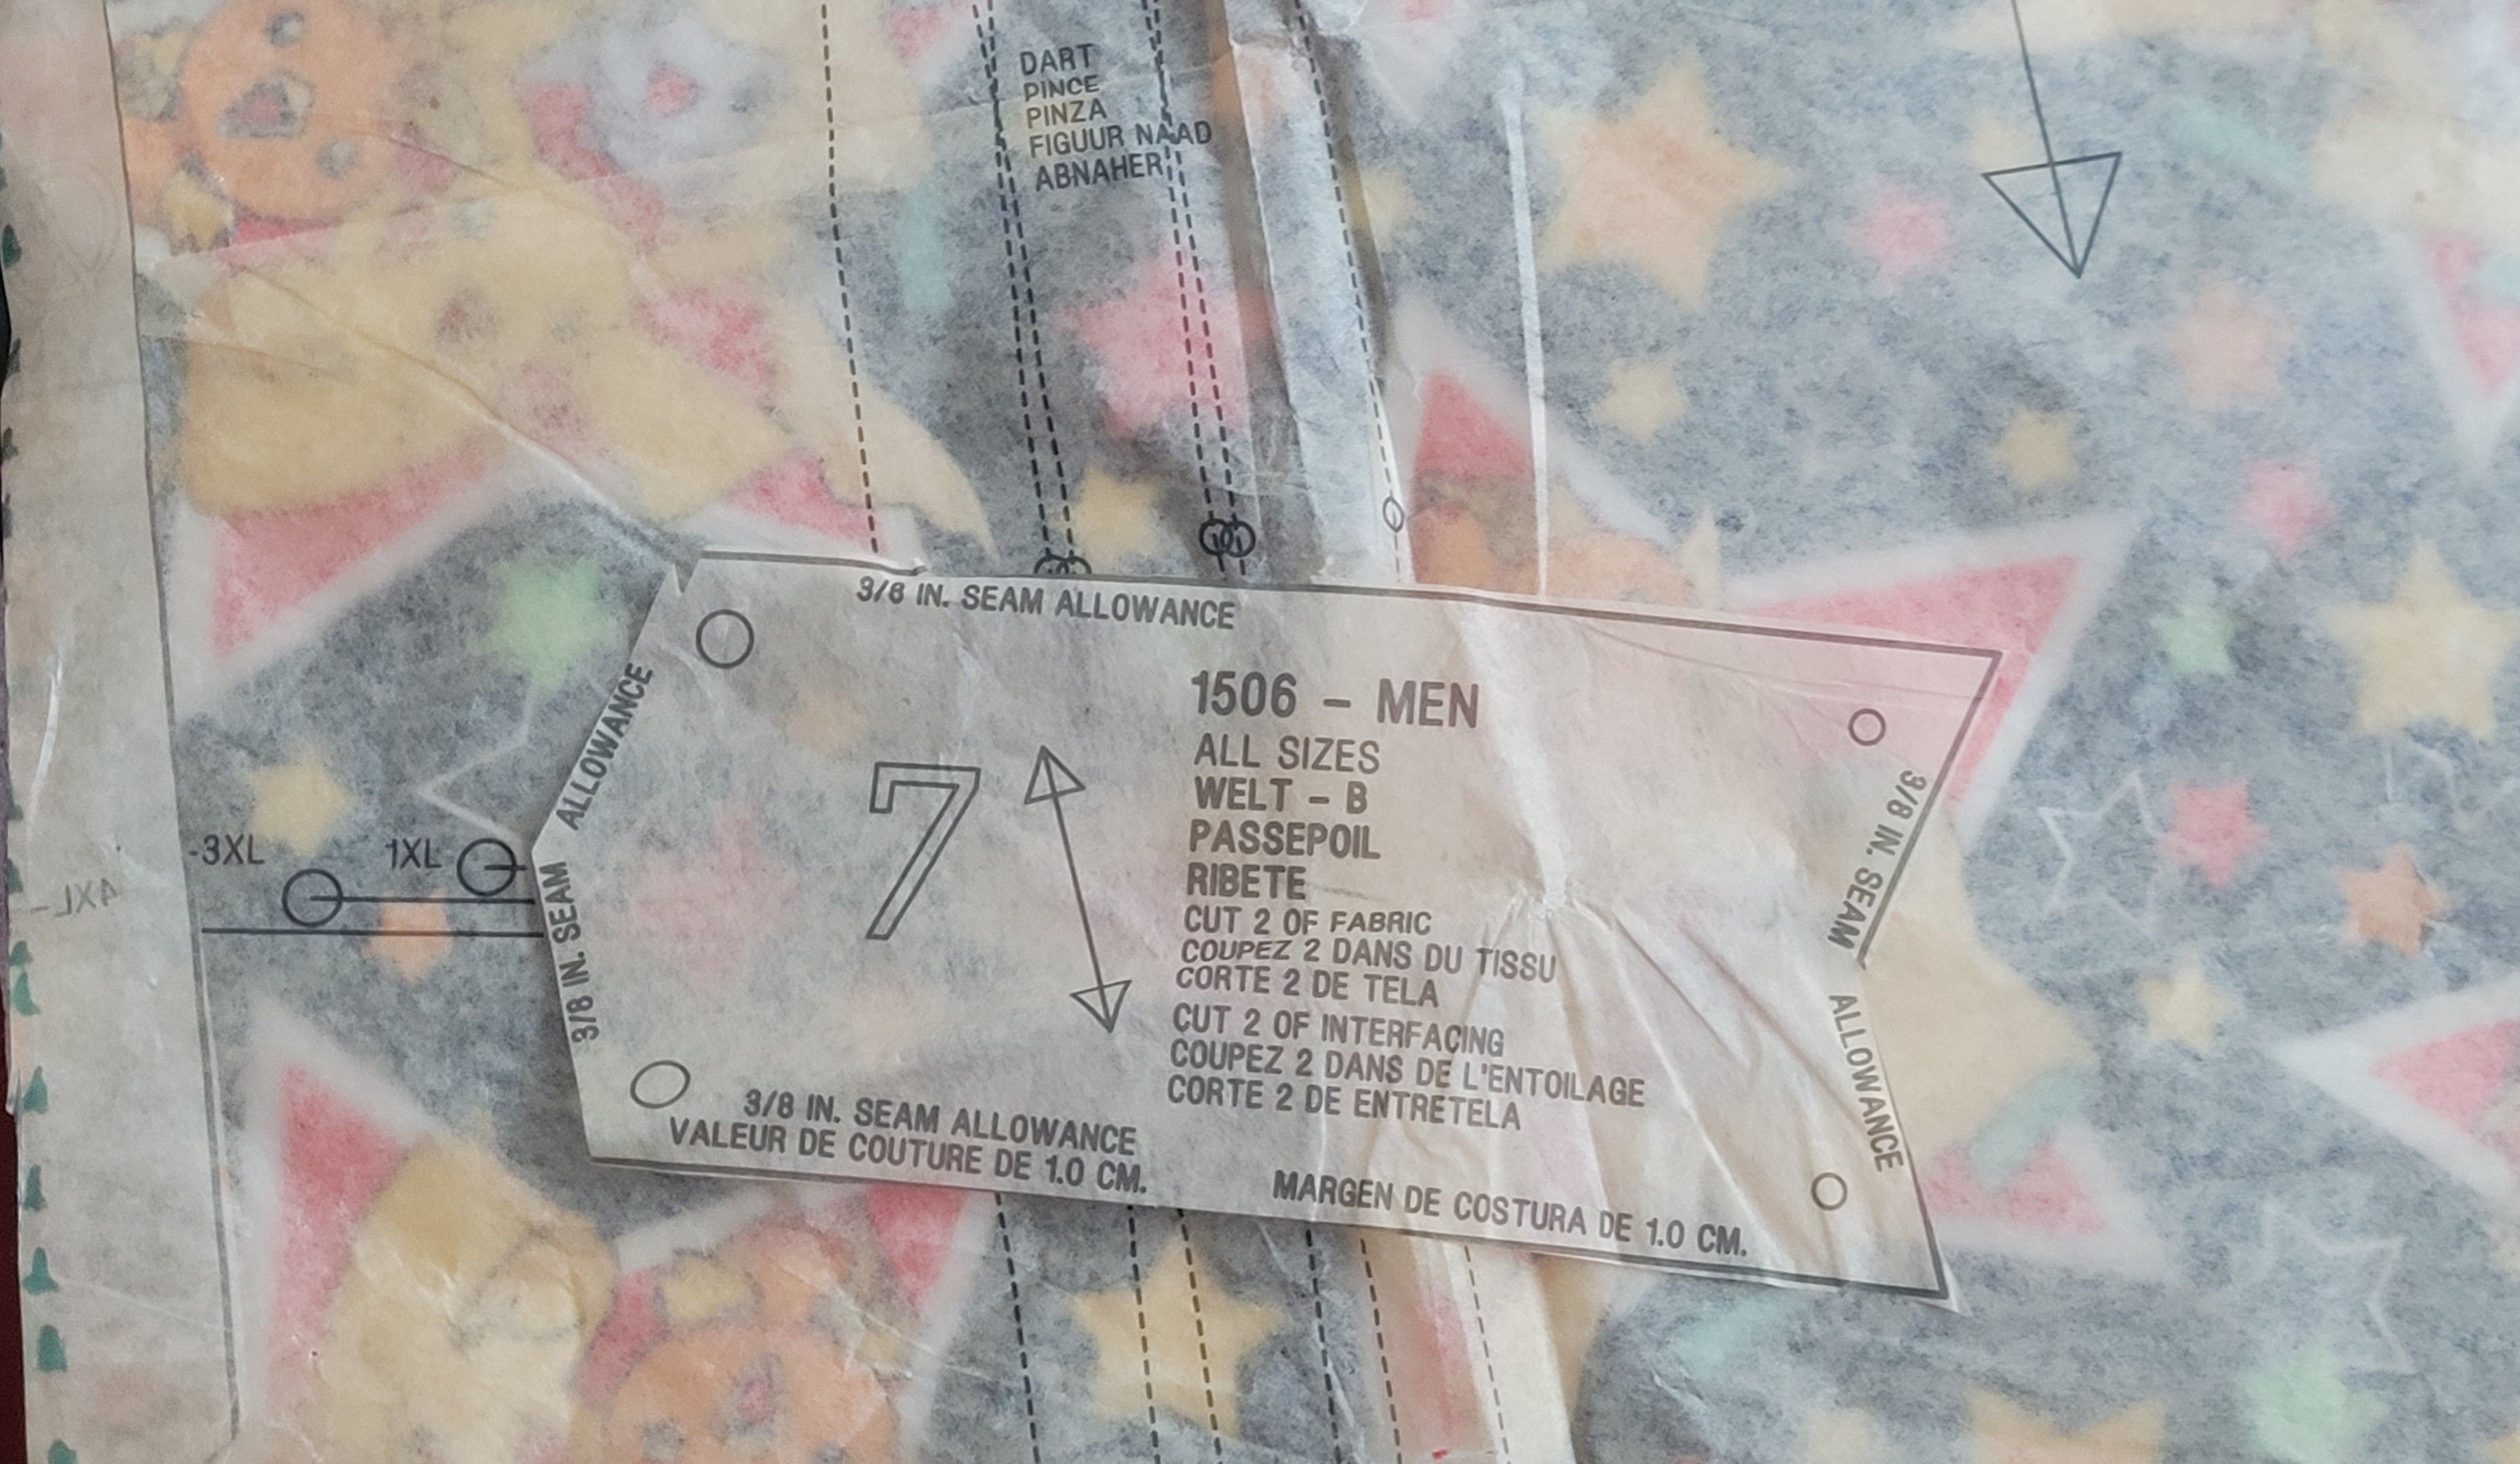 DART
PINCE
PINZA
FIGUUR NAAD
ABNAHER
3/8 IN. SEAM ALLOWANCE
3/8 IN. SEAM ALLOWANCE
1506 - MEN
ALL SIZES
WELT - B
PASSEPOIL
RIBETE
CUT 2 OF FABRIC
COUPEZ 2 DANS DU TISSU
CORTE 2 DE TELA
CUT 2 OF INTERFACING
COUPEZ 2 DANS DE L'ENTOILAGE
CORTE 2 DE ENTRETELA
7
3/8 IN. SEAM ALLOWANCE
-3XL
1XL
3/8 IN. SEAM ALLOWANCE
VALEUR DE COUTURE DE 1.0 CM.
MARGEN DE COSTURA DE 1.0 CM.